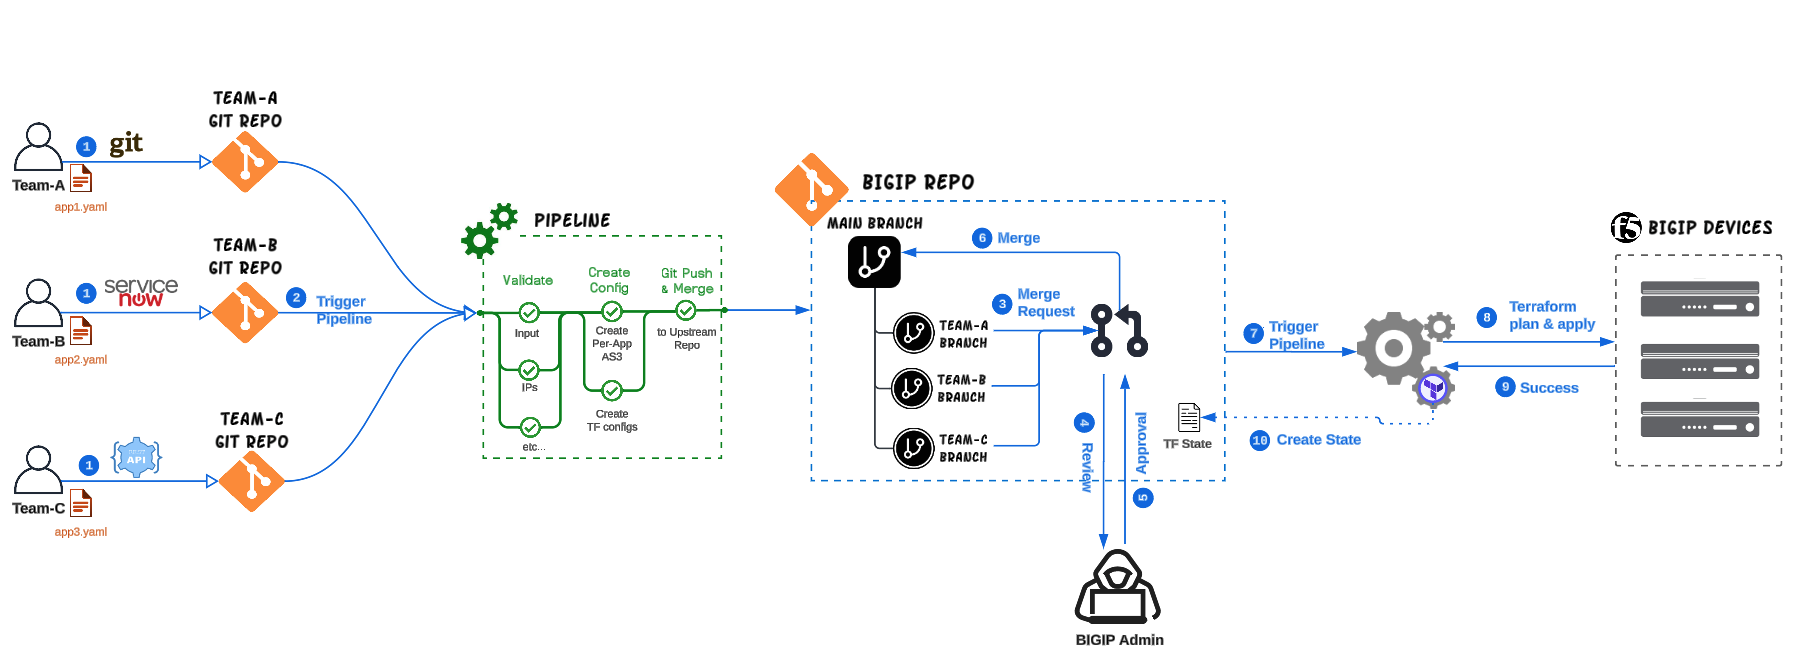 TEAM-A
GIT REPO
1
git
Team-A
app1.yaml
TEAM-B
GIT REPO
1
service
now
2
Trigger
Pipeline
Team-B
app2.yaml
TEAM-C
GIT REPO
1
API
Team-C
app3.yaml
PIPELINE
Validate
Create
Config
Git Push
& Merge
Input
IPs
etc...
Create
Per-App
AS3
Create
TF configs
to Upstream
Repo
BIGIP REPO
MAIN BRANCH
6 Merge
3 Merge
Request
TEAM-A
BRANCH
TEAM-B
BRANCH
TEAM-C
BRANCH
4 Review
5 Approval
BIGIP Admin
TF State
7 Trigger
Pipeline
8 Terraform
plan & apply
9 Success
10 Create State
f5 BIGIP DEVICES